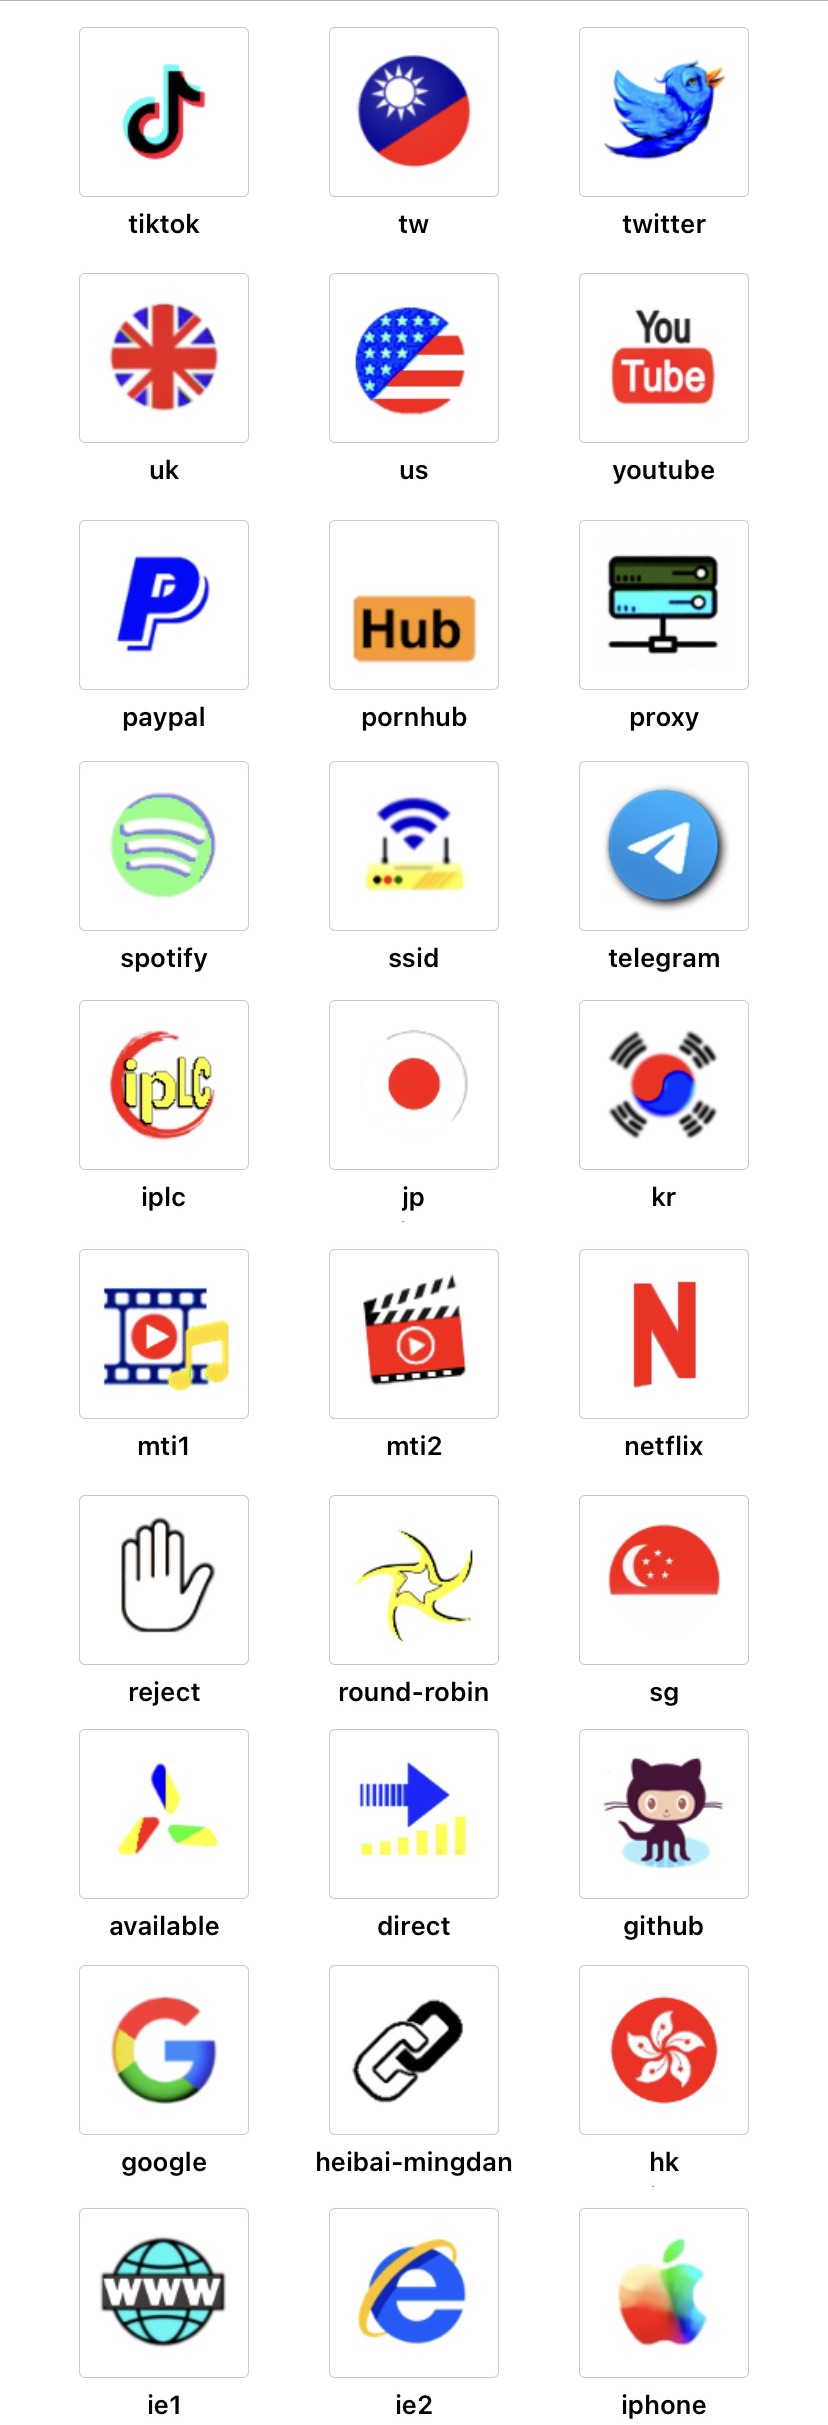 tiktok
tw
twitter
You
Tube
uk
us
youtube
P
Hub
paypal
pornhub
proxy
spotify
ssid
telegram
ipLC
iplc
jp
kr
N
mti1
mti2
netflix
reject
round-robin
sg
available
direct
github
G
google
heibai-mingdan
hk
WWW
e
ie1
ie2
iphone